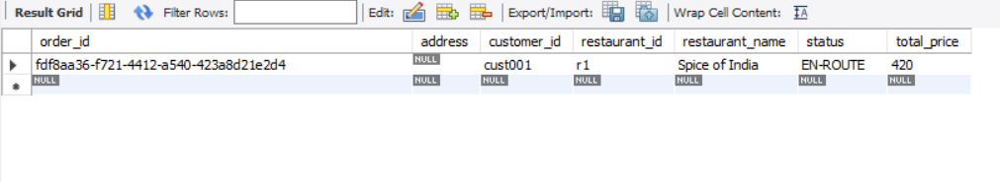 Result Grid Filter Rows: Edit: Export/Import: Wrap Cell Content: IA
order_id address customer_id restaurant_id restaurant_name status total_price
fdf8aa36-f721-4412-a540-423a8d21e2d4 NULL cust001 r1 Spice of India EN-ROUTE 420
NULL NULL NULL NULL NULL NULL NULL